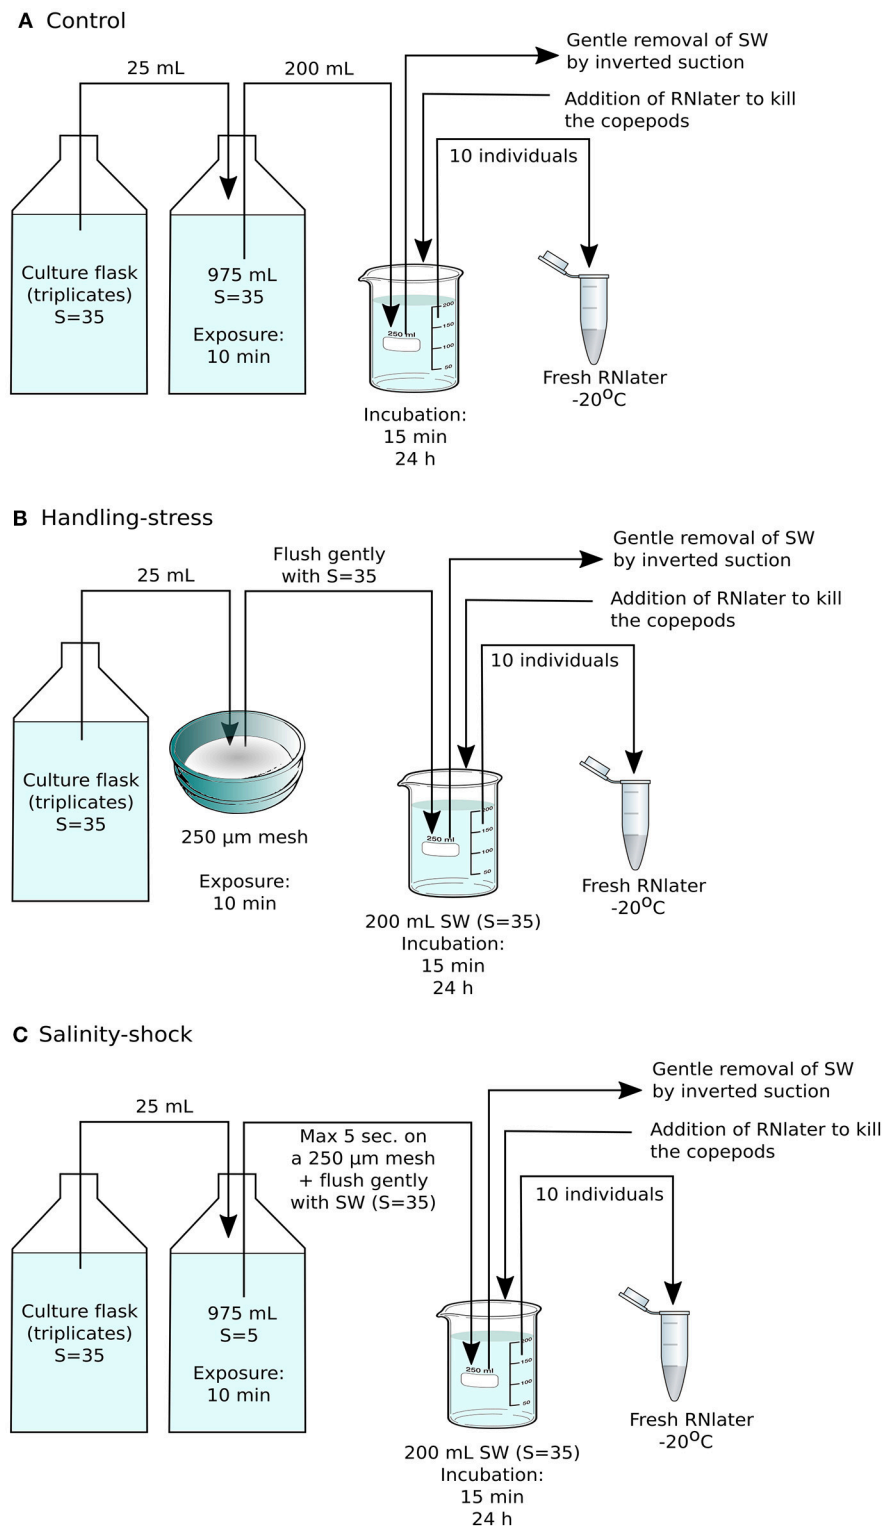 A Control
25 mL
200 mL
Gentle removal of SW
by inverted suction
Addition of RNlater to kill
the copepods
10 individuals
Culture flask
(triplicates)
S=35
975 mL
S=35
Exposure:
10 min
200
150
100
50
250 ml
Fresh RNlater
-20°C
Incubation:
15 min
24 h
B Handling-stress
25 mL
Flush gently
with S=35
Gentle removal of SW
by inverted suction
Addition of RNlater to kill
the copepods
10 individuals
Culture flask
(triplicates)
S=35
250 µm mesh
Exposure:
10 min
200
150
100
50
250 ml
Fresh RNlater
-20°C
200 mL SW (S=35)
Incubation:
15 min
24 h
C Salinity-shock
25 mL
Max 5 sec. on
a 250 µm mesh
+ flush gently
with SW (S=35)
Gentle removal of SW
by inverted suction
Addition of RNlater to kill
the copepods
10 individuals
Culture flask
(triplicates)
S=35
975 mL
S=5
Exposure:
10 min
200
150
100
50
250 ml
Fresh RNlater
-20°C
200 mL SW (S=35)
Incubation:
15 min
24 h